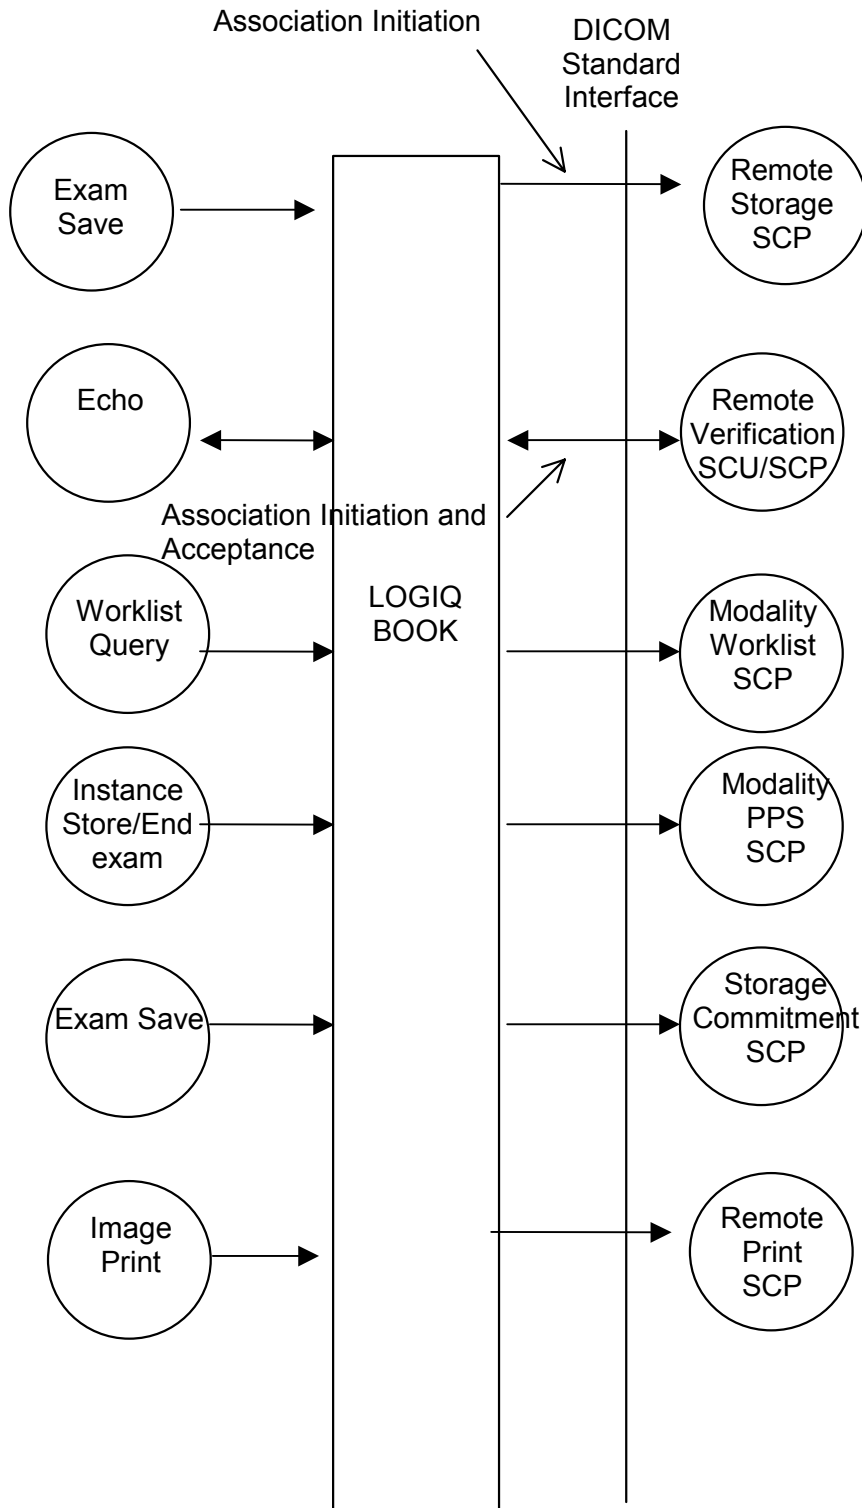 Association Initiation
DICOM
Standard
Interface
Exam
Save
Remote
Storage
SCP
Echo
Remote
Verification
SCU/SCP
Association Initiation and
Acceptance
Worklist
Query
LOGIQ
BOOK
Modality
Worklist
SCP
Instance
Store/End
exam
Modality
PPS
SCP
Exam Save
Storage
Commitment
SCP
Image
Print
Remote
Print
SCP